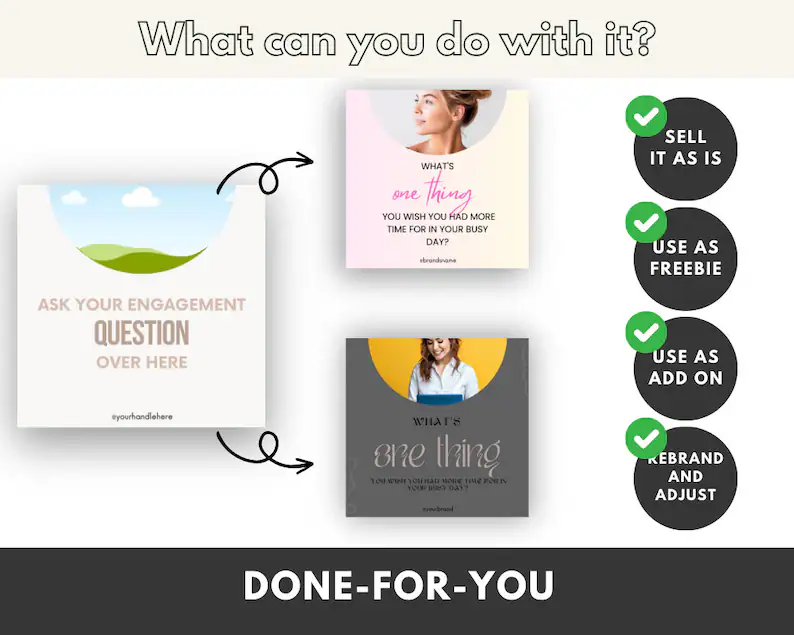 What can you do with it?
ASK YOUR ENGAGEMENT
QUESTION
OVER HERE
@yourhandlehere
WHAT'S
one thing
YOU WISH YOU HAD MORE
TIME FOR IN YOUR BUSY
DAY?
@brandname
WHAT'S
one thing
YOU WISH YOU HAD MORE TIME FOR IN
YOUR BUSY DAY?
SELL
IT AS IS
USE AS
FREEBIE
USE AS
ADD ON
REBRAND
AND
ADJUST
DONE-FOR-YOU